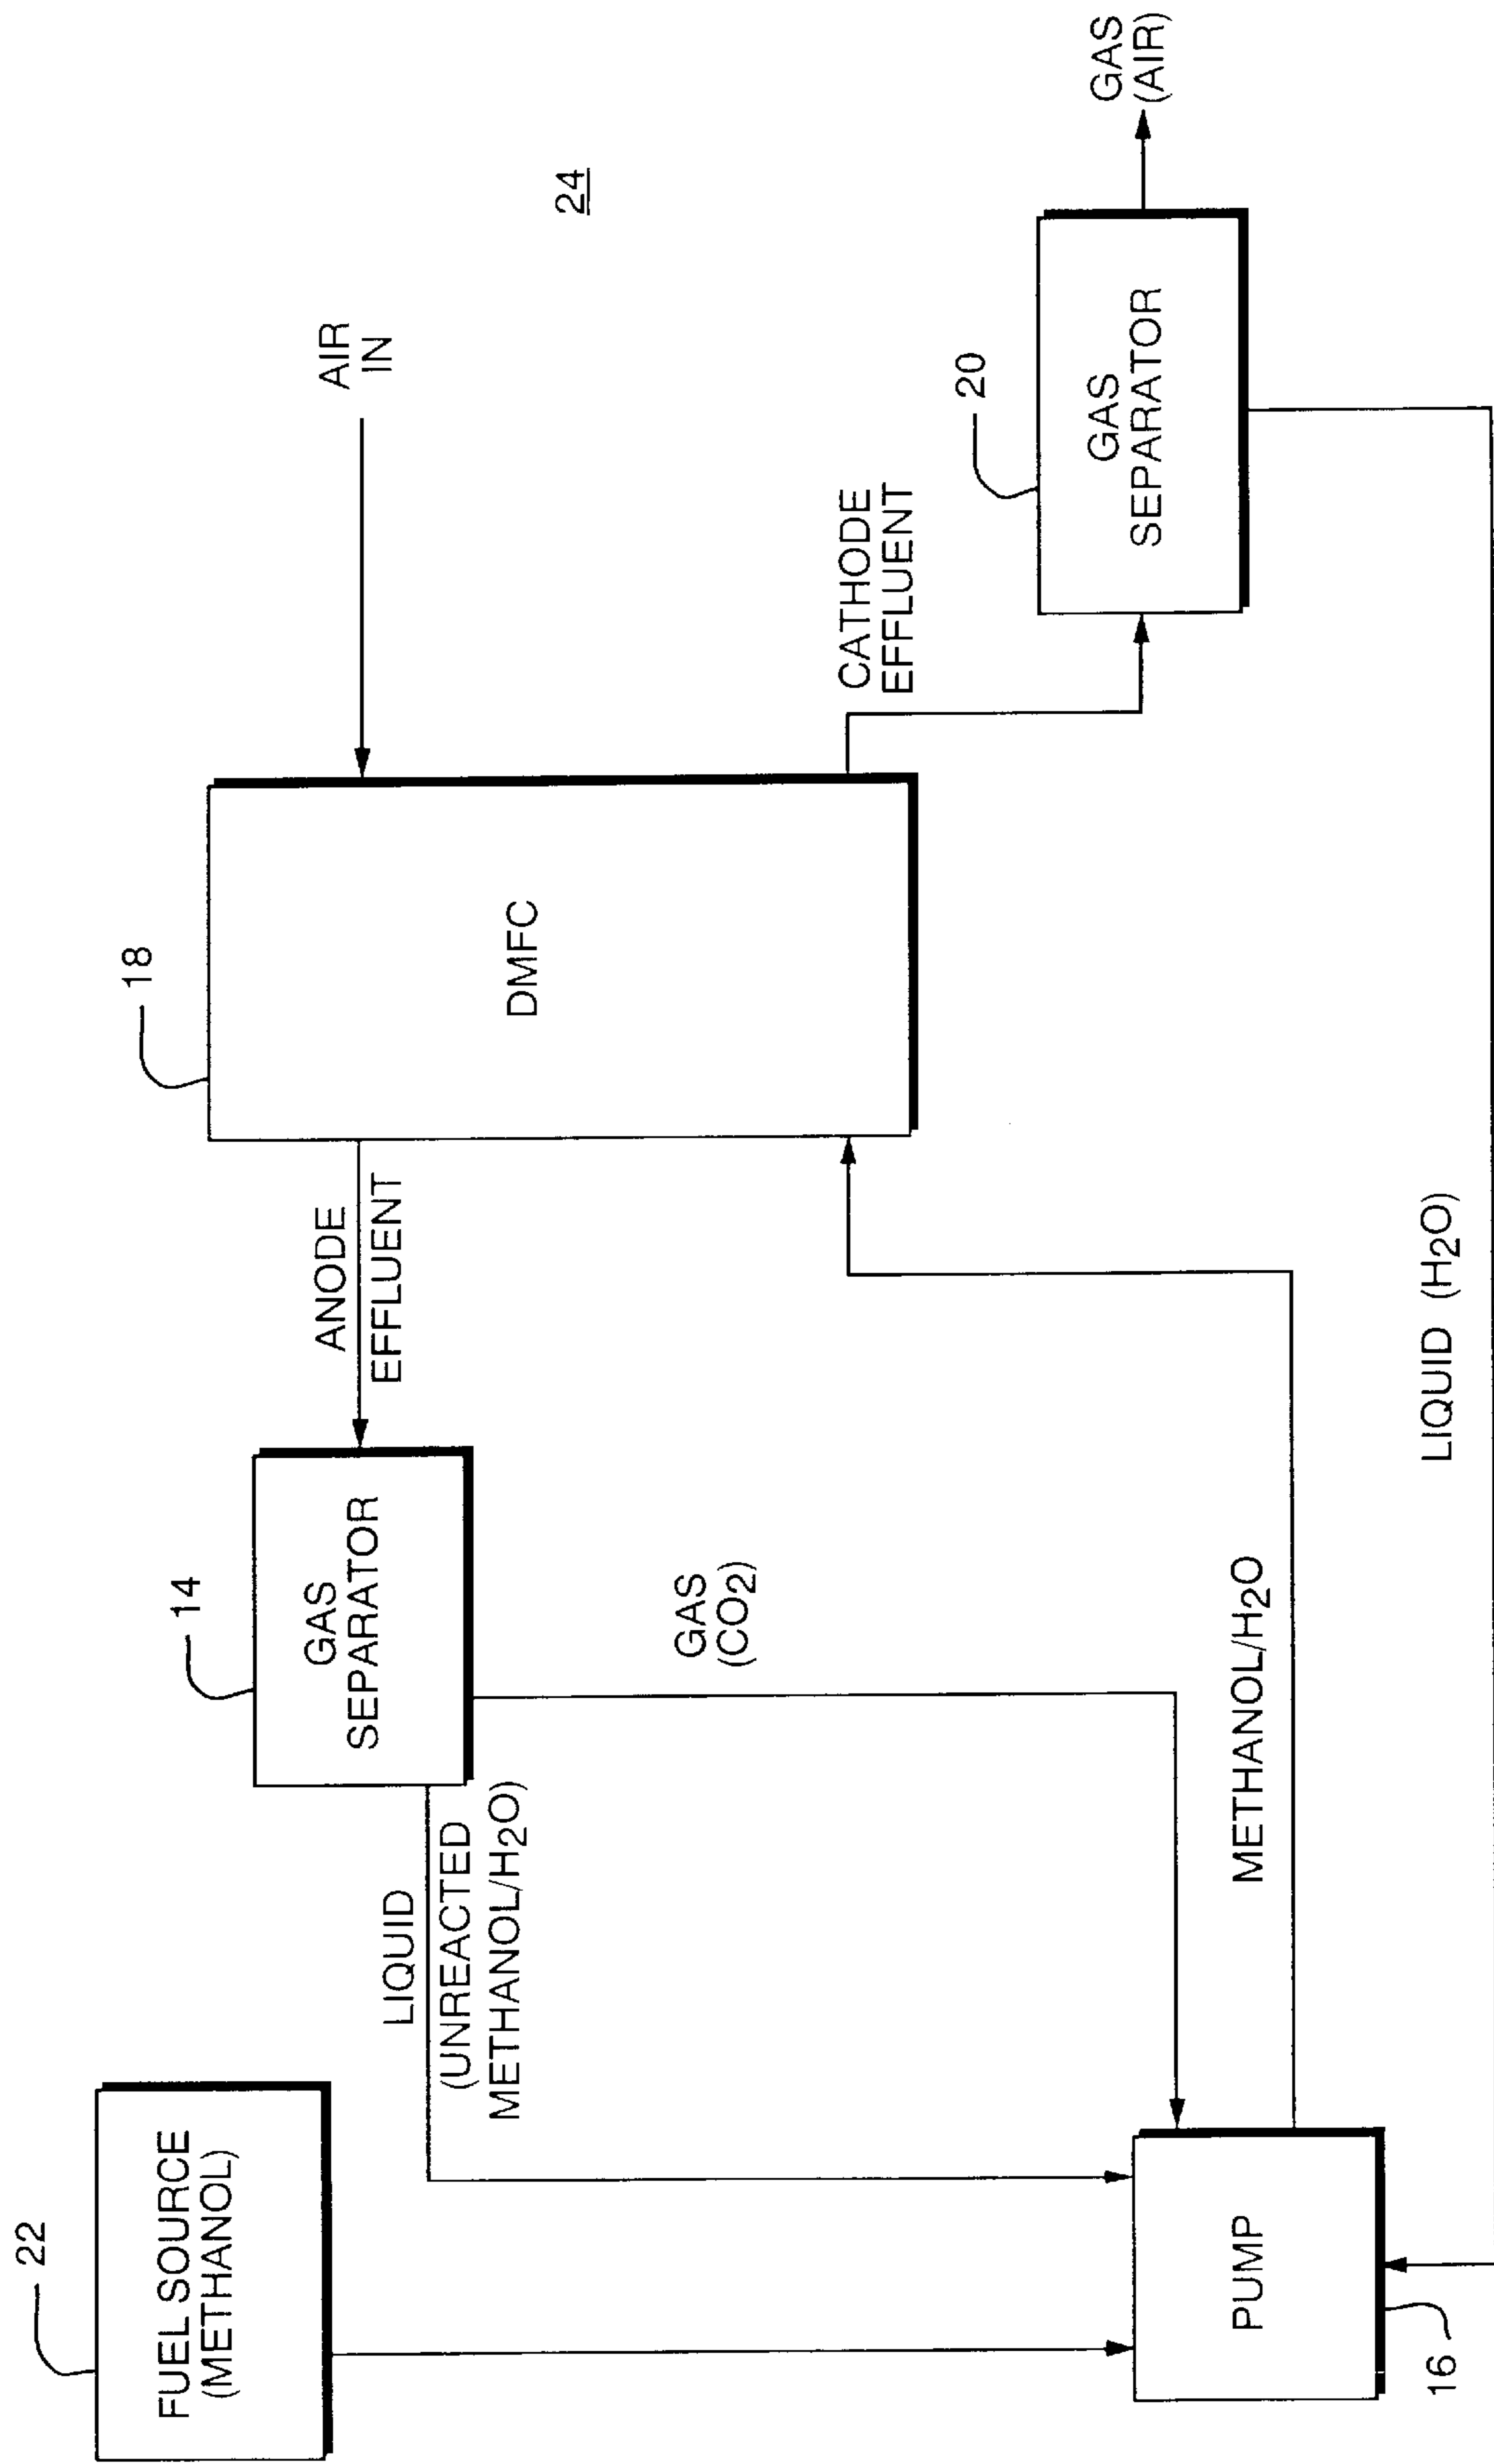 22
FUEL SOURCE
(METHANOL)
LIQUID
(UNREACTED
METHANOL/H2O)
14
GAS
SEPARATOR
ANODE
EFFLUENT
18
DMFC
AIR
IN
24
GAS
(CO2)
PUMP
16
METHANOL/H2O
CATHODE
EFFLUENT
20
GAS
SEPARATOR
GAS
(AIR)
LIQUID (H2O)